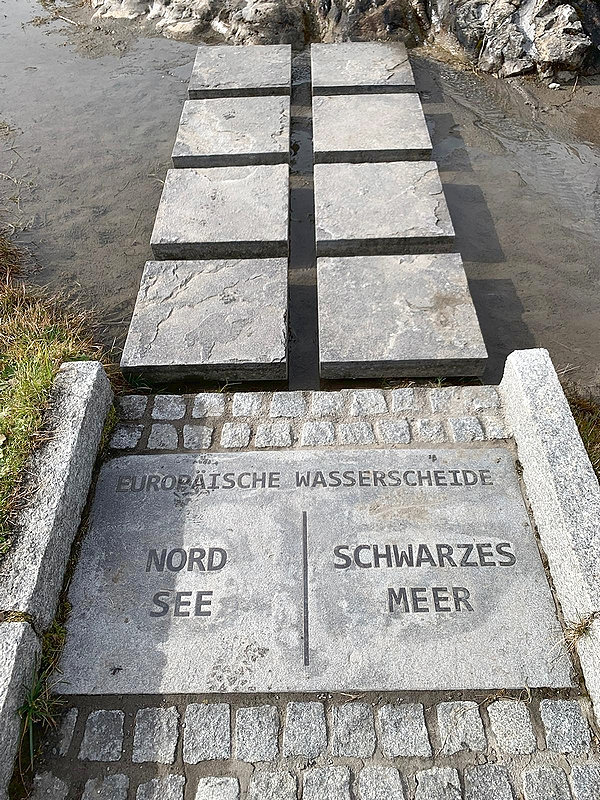 EUROPÄISCHE WASSERSCHEIDE
NORD
SEE
SCHWARZES
MEER